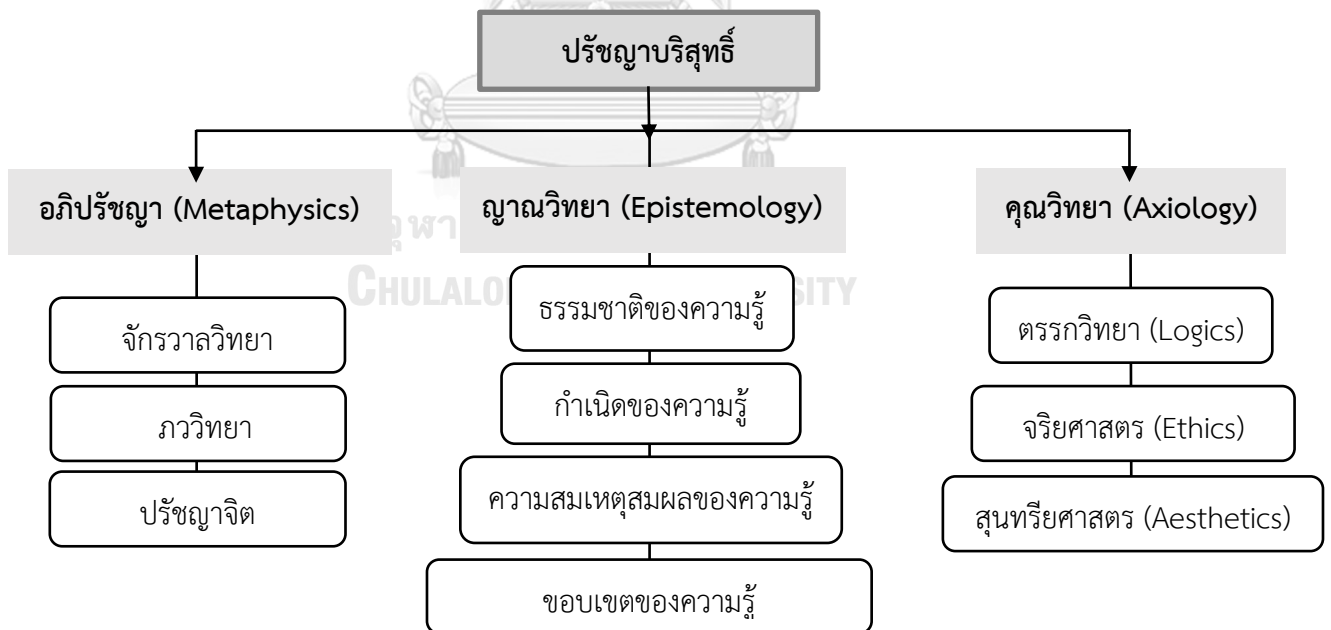 ปรัชญาบริสุทธิ์
อภิปรัชญา (Metaphysics)
จักรวาลวิทยา
ภววิทยา
ปรัชญาจิต
ญาณวิทยา (Epistemology)
ธรรมชาติของความรู้
กำเนิดของความรู้
ความสมเหตุสมผลของความรู้
ขอบเขตของความรู้
คุณวิทยา (Axiology)
ตรรกวิทยา (Logics)
จริยศาสตร (Ethics)
สุนทรียศาสตร (Aesthetics)